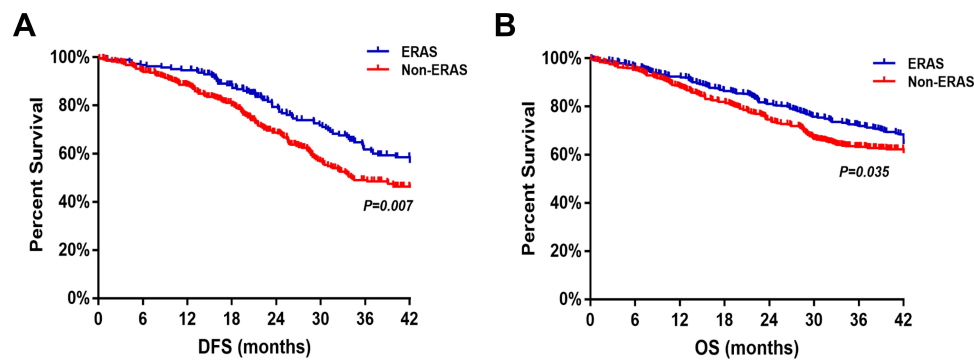 A
ERAS
Non-ERAS
Percent Survival
100%
80%
60%
40%
20%
0%
P=0.007
0 6 12 18 24 30 36 42
DFS (months)
B
ERAS
Non-ERAS
Percent Survival
100%
80%
60%
40%
20%
0%
P=0.035
0 6 12 18 24 30 36 42
OS (months)